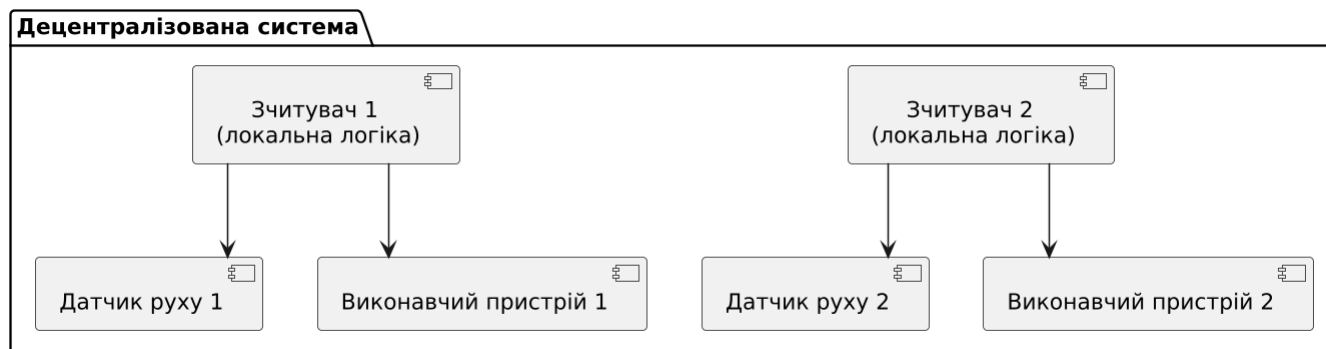 Децентралізована система
Зчитувач 1
(локальна логіка)
Зчитувач 2
(локальна логіка)
Датчик руху 1
Виконавчий пристрій 1
Датчик руху 2
Виконавчий пристрій 2